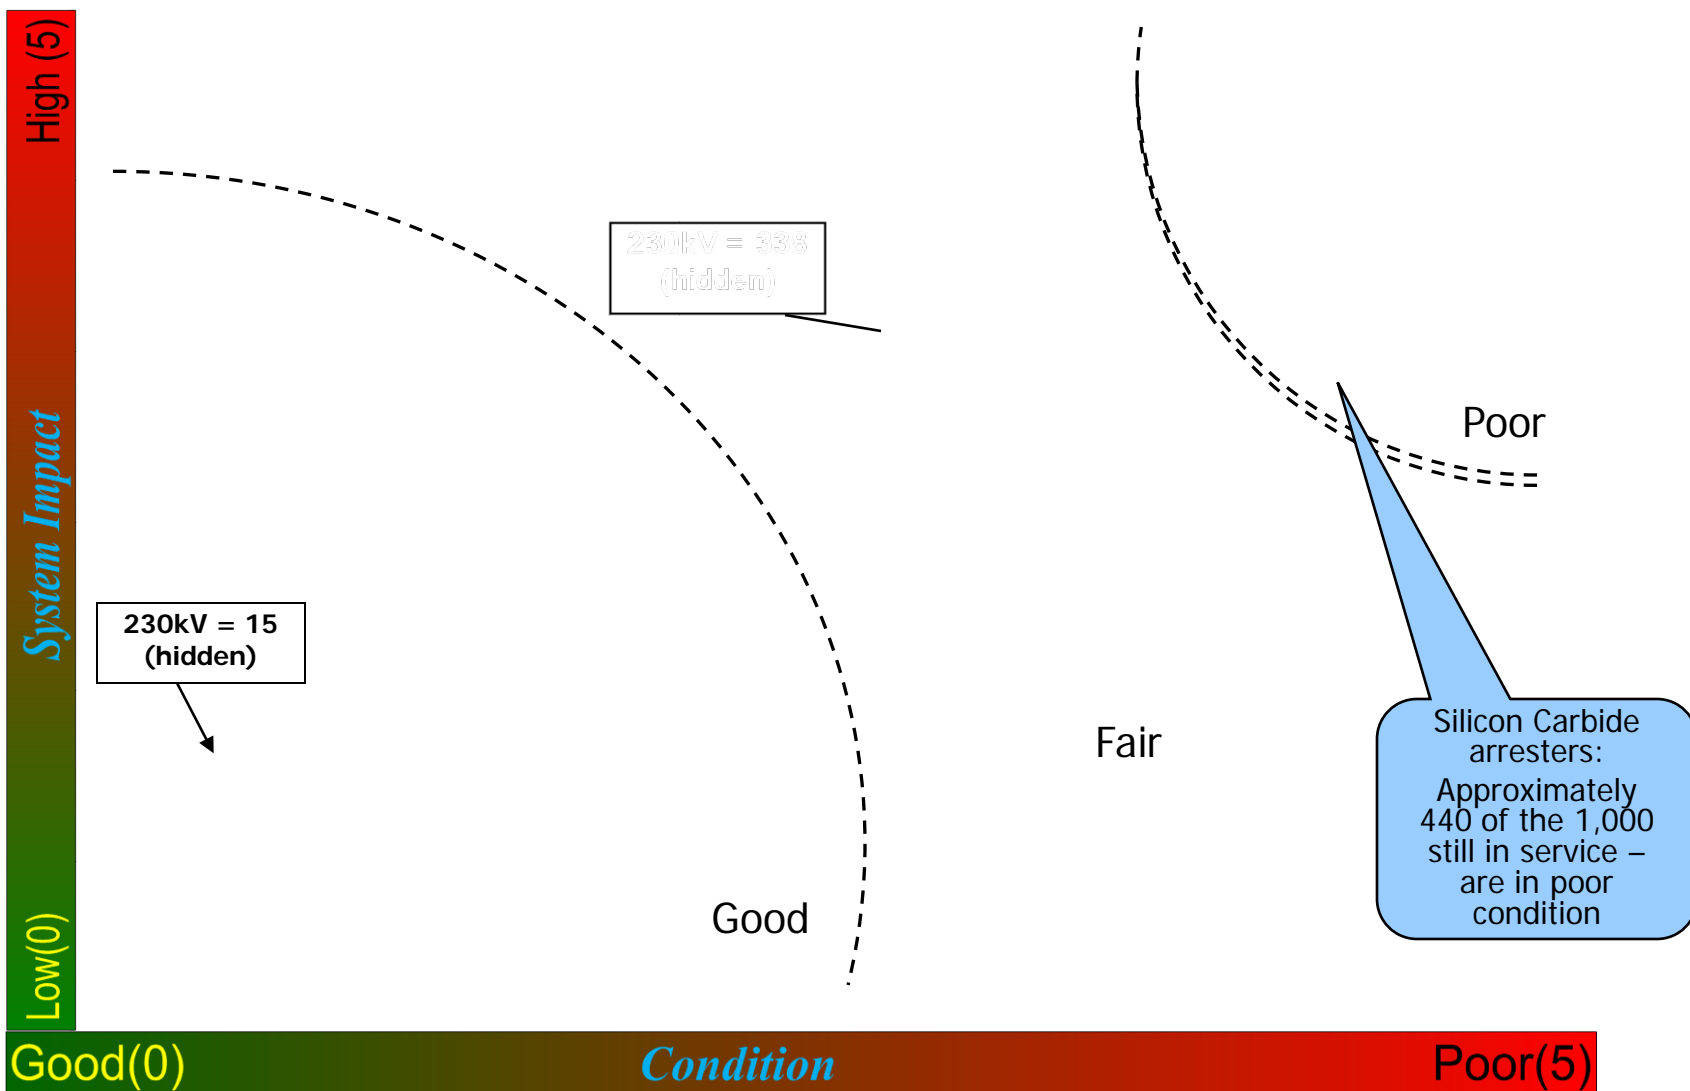 High (5)
230kV = 338
(hidden)
Poor
System Impact
230kV = 15
(hidden)
Fair
Silicon Carbide
arresters:
Approximately
440 of the 1,000
still in service –
are in poor
condition
Good
Low(0)
Good(0)
Condition
Poor(5)